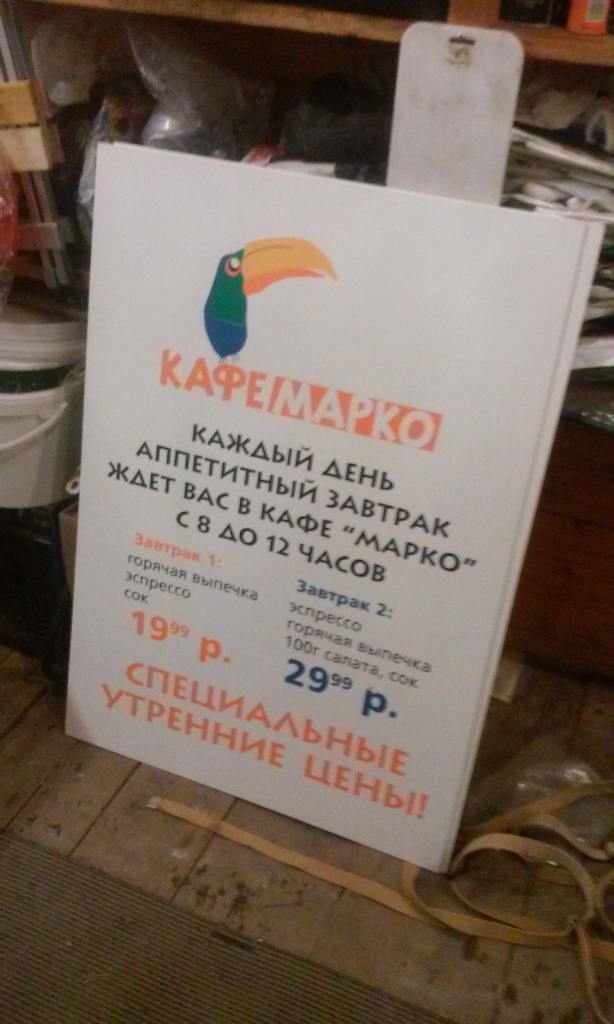 КАФЕМАРКО
КАЖДЫЙ ДЕНЬ
АППЕТИТНЫЙ ЗАВТРАК
ЖДЕТ ВАС В КАФЕ "МАРКО"
С 8 ДО 12 ЧАСОВ
Завтрак 1:
горячая выпечка
эспрессо
сок
19⁹⁹ р.
Завтрак 2:
эспрессо
горячая выпечка
100г салата, сок
29⁹⁹ р.
СПЕЦИАЛЬНЫЕ
УТРЕННИЕ ЦЕНЫ!